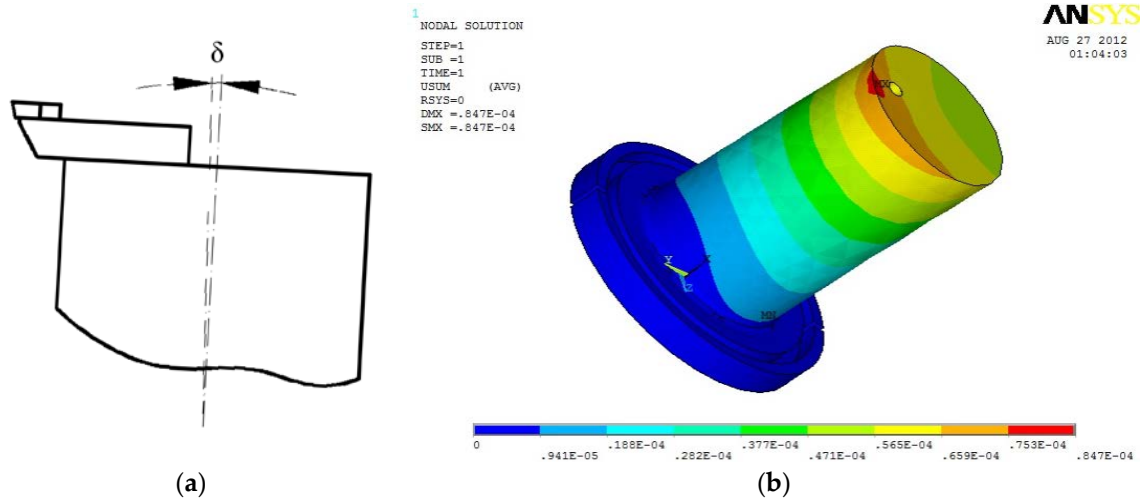 δ
1
NODAL SOLUTION
STEP=1
SUB =1
TIME=1
USUM (AVG)
RSYS=0
DMX =.847E-04
SMX =.847E-04
ANSYS
AUG 27 2012
01:04:03
MX
Y
X
Z
MN
0 .188E-04 .377E-04 .565E-04 .753E-04
.941E-05 .282E-04 .471E-04 .659E-04 .847E-04
(a) (b)